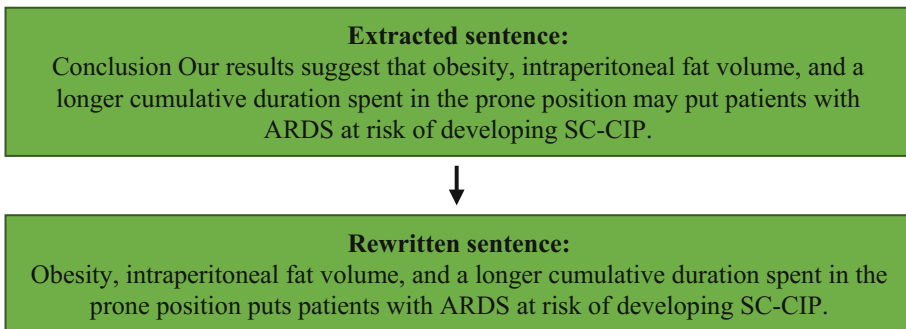 Extracted sentence:
Conclusion Our results suggest that obesity, intraperitoneal fat volume, and a
longer cumulative duration spent in the prone position may put patients with
ARDS at risk of developing SC-CIP.
Rewritten sentence:
Obesity, intraperitoneal fat volume, and a longer cumulative duration spent in the
prone position puts patients with ARDS at risk of developing SC-CIP.